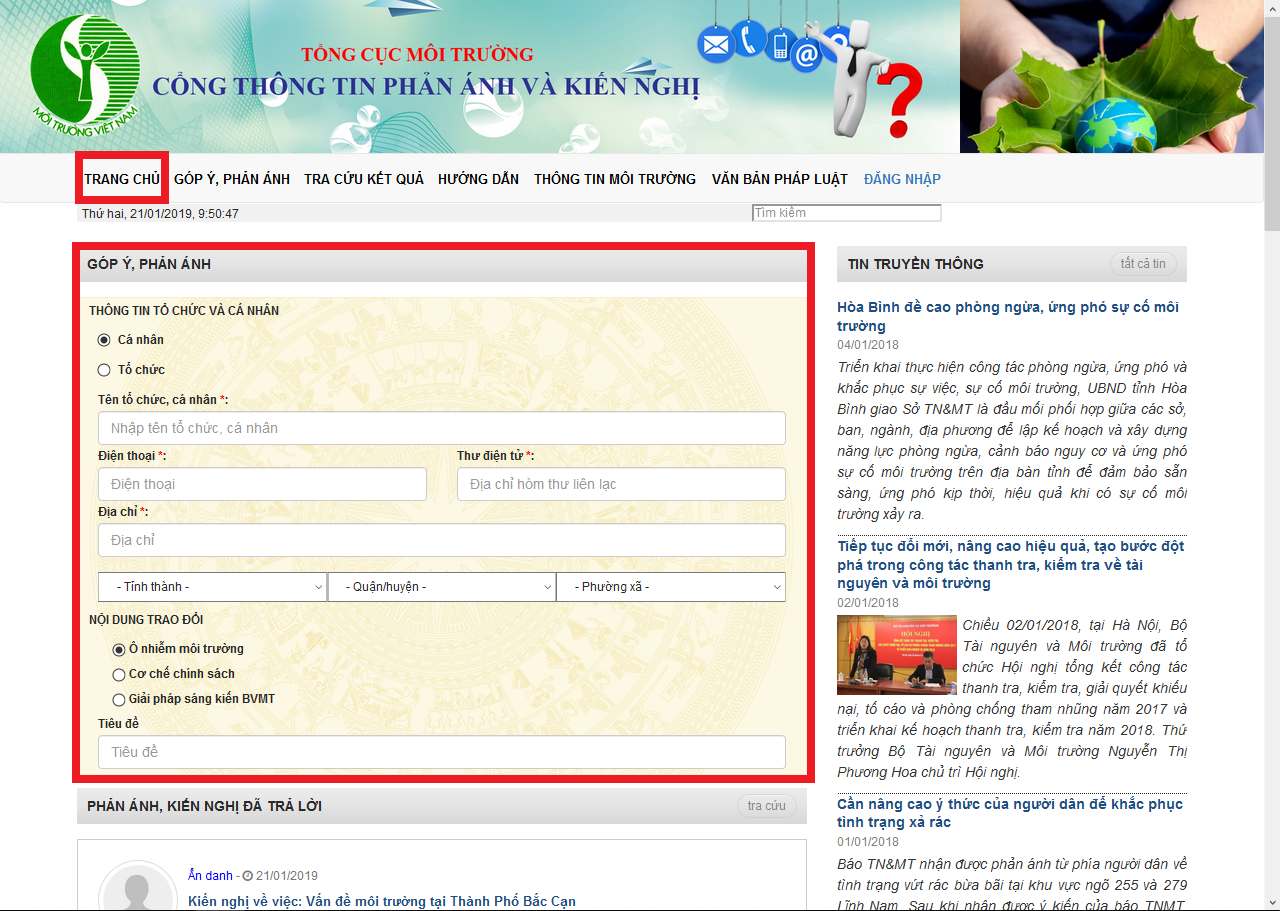 TỔNG CỤC MÔI TRƯỜNG
CỔNG THÔNG TIN PHẢN ÁNH VÀ KIẾN NGHỊ
MÔI TRƯỜNG VIỆT NAM
TRANG CHỦ GÓP Ý, PHẢN ÁNH TRA CỨU KẾT QUẢ HƯỚNG DẪN THÔNG TIN MÔI TRƯỜNG VĂN BẢN PHÁP LUẬT ĐĂNG NHẬP
Thứ hai, 21/01/2019, 9:50:47
Tìm kiếm
GÓP Ý, PHẢN ÁNH
THÔNG TIN TỔ CHỨC VÀ CÁ NHÂN
Cá nhân
Tổ chức
Tên tổ chức, cá nhân *:
Nhập tên tổ chức, cá nhân
Điện thoại *: Thư điện tử *:
Điện thoại Địa chỉ hòm thư liên lạc
Địa chỉ *:
Địa chỉ
- Tỉnh thành - - Quận/huyện - - Phường xã -
NỘI DUNG TRAO ĐỔI
Ô nhiễm môi trường
Cơ chế chính sách
Giải pháp sáng kiến BVMT
Tiêu đề
Tiêu đề
PHẢN ÁNH, KIẾN NGHỊ ĐÃ TRẢ LỜI tra cứu
Ẩn danh - 21/01/2019
Kiến nghị về việc: Vấn đề môi trường tại Thành Phố Bắc Cạn
TIN TRUYỀN THÔNG tất cả tin
Hòa Bình đề cao phòng ngừa, ứng phó sự cố môi
trường
04/01/2018
Triển khai thực hiện công tác phòng ngừa, ứng phó và
khắc phục sự việc, sự cố môi trường, UBND tỉnh Hòa
Bình giao Sở TN&MT là đầu mối phối hợp giữa các sở,
ban, ngành, địa phương để lập kế hoạch và xây dựng
năng lực phòng ngừa, cảnh báo nguy cơ và ứng phó
sự cố môi trường trên địa bàn tỉnh để đảm bảo sẵn
sàng, ứng phó kịp thời, hiệu quả khi có sự cố môi
trường xảy ra.
Tiếp tục đổi mới, nâng cao hiệu quả, tạo bước đột
phá trong công tác thanh tra, kiểm tra về tài
nguyên và môi trường
02/01/2018
HỘI NGHỊ
Chiều 02/01/2018, tại Hà Nội, Bộ
Tài nguyên và Môi trường đã tổ
chức Hội nghị tổng kết công tác
thanh tra, kiểm tra, giải quyết khiếu
nại, tố cáo và phòng chống tham nhũng năm 2017 và
triển khai kế hoạch thanh tra, kiểm tra năm 2018. Thứ
trưởng Bộ Tài nguyên và Môi trường Nguyễn Thị
Phương Hoa chủ trì Hội nghị.
Cần nâng cao ý thức của người dân để khắc phục
tình trạng xả rác
01/01/2018
Báo TN&MT nhận được phản ánh từ phía người dân về
tình trạng vứt rác bừa bãi tại khu vực ngõ 255 và 279
Lĩnh Nam. Sau khi nhận được ý kiến của báo TNMT,